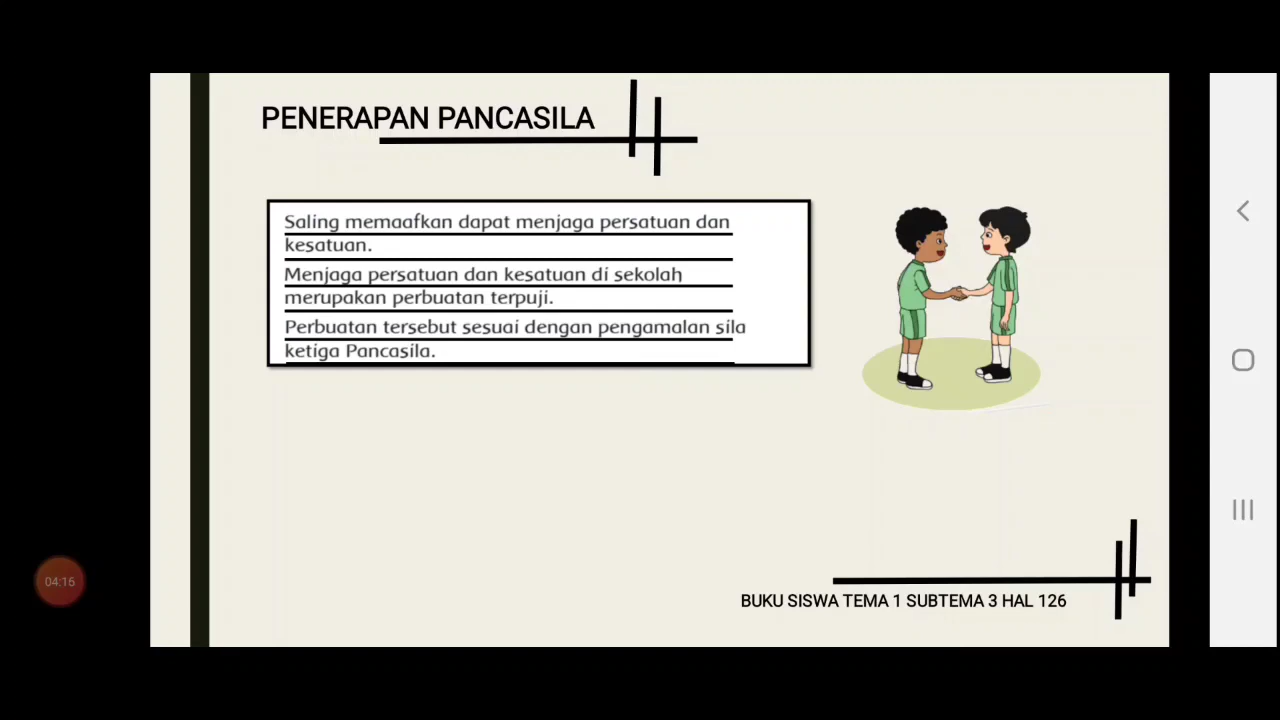 PENERAPAN PANCASILA
Saling memaafkan dapat menjaga persatuan dan
kesatuan.
Menjaga persatuan dan kesatuan di sekolah
merupakan perbuatan terpuji.
Perbuatan tersebut sesuai dengan pengamalan sila
ketiga Pancasila.
04:16
BUKU SISWA TEMA 1 SUBTEMA 3 HAL 126